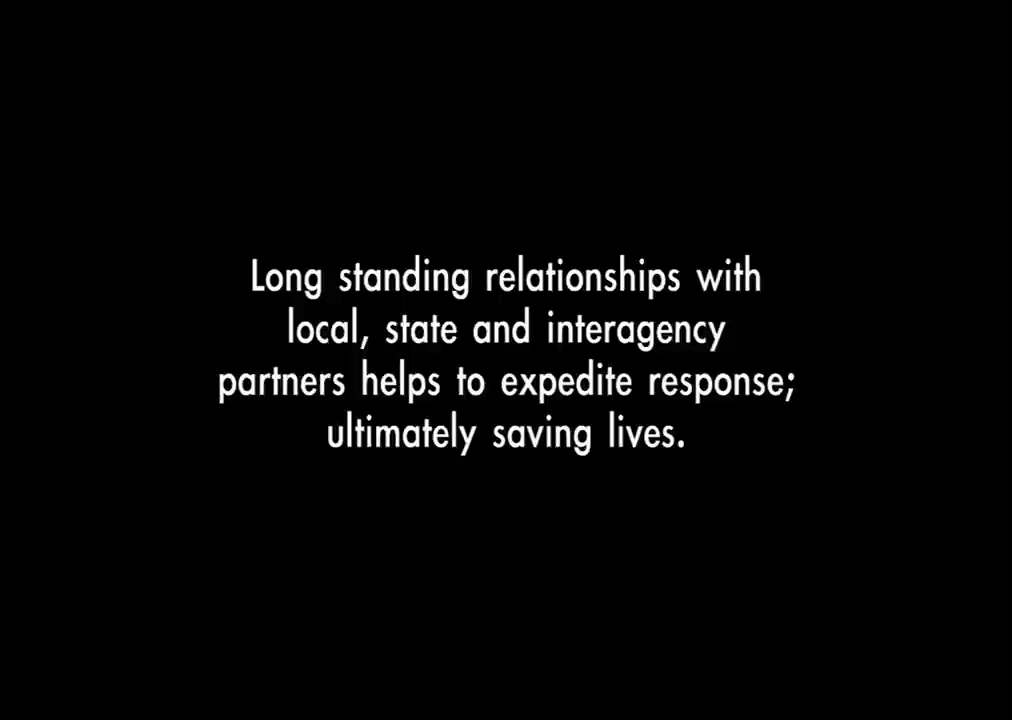 Long standing relationships with
local, state and interagency
partners helps to expedite response;
ultimately saving lives.